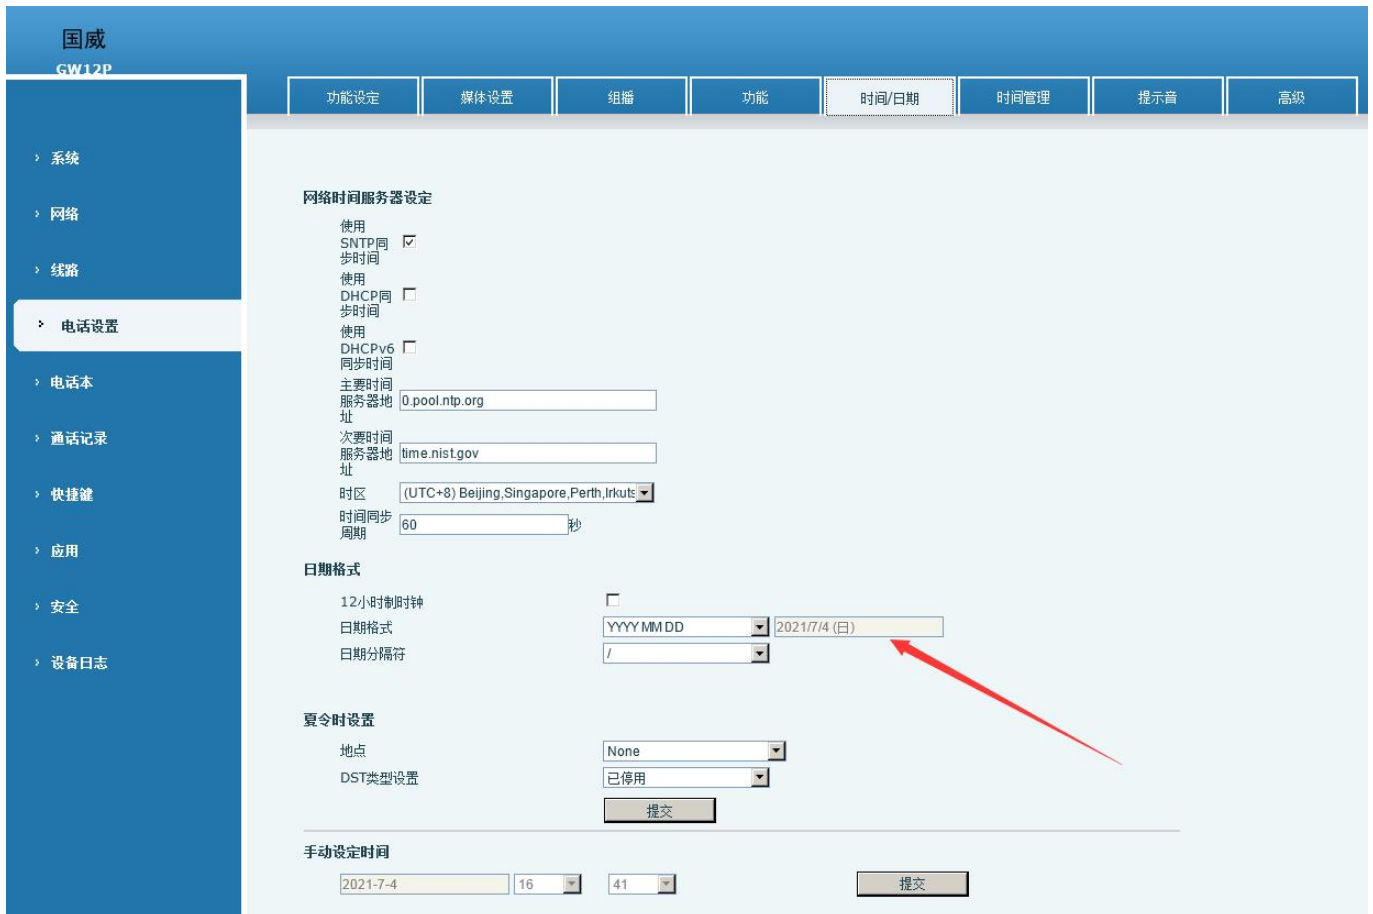 国威
GW12P
功能设定 媒体设置 组播 功能 时间/日期 时间管理 提示音 高级
系统
网络
线路
电话设置
电话本
通话记录
快捷键
应用
安全
设备日志
网络时间服务器设定
使用
SNTP同
步时间
使用
DHCP同
步时间
使用
DHCPv6
同步时间
主要时间
服务器地 0.pool.ntp.org
址
次要时间
服务器地 time.nist.gov
址
时区 (UTC+8) Beijing,Singapore,Perth,Irkuts
时间同步
周期 60 秒
日期格式
12小时制时钟
日期格式 YYYY MM DD 2021/7/4 (日)
日期分隔符 /
夏令时设置
地点 None
DST类型设置 已停用
提交
手动设定时间
2021-7-4 16 41 提交